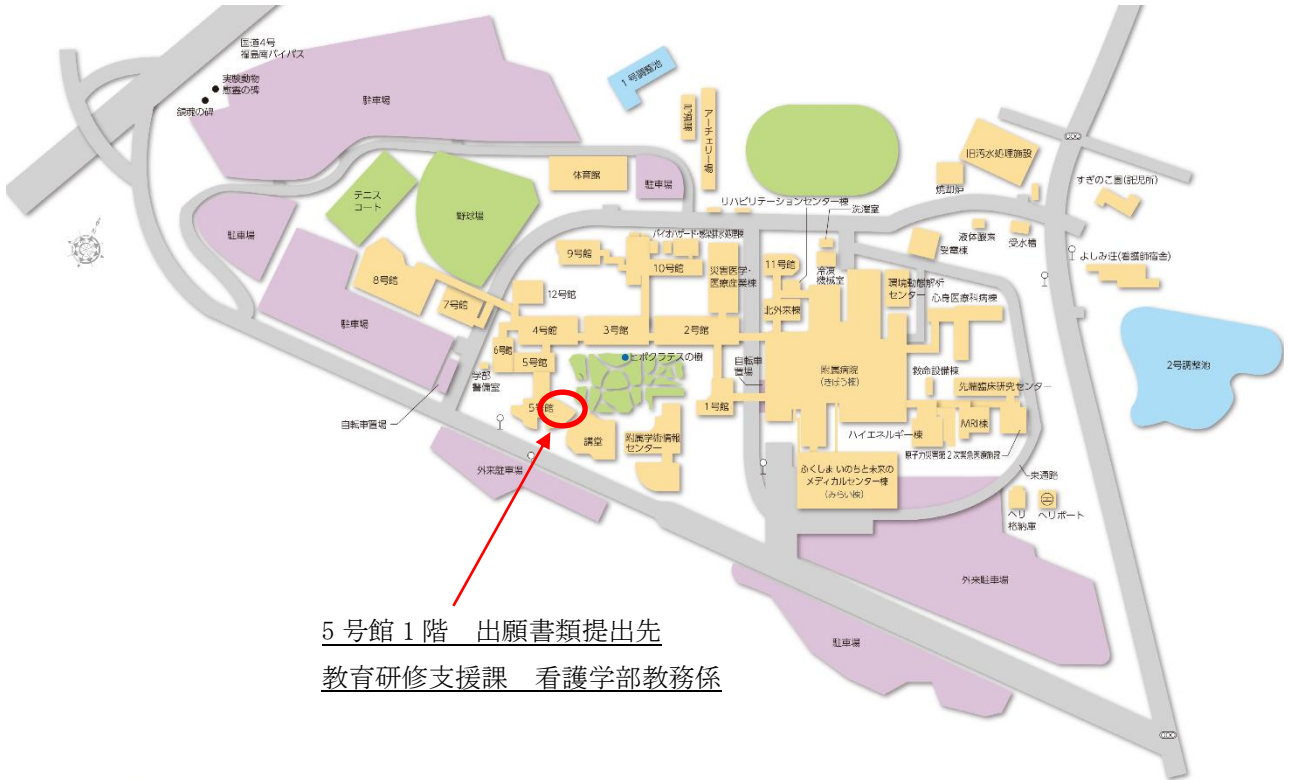 国道4号
福島南バイパス
実験動物
慰霊の碑
鎮魂の碑
駐車場
1号調整池
アーチェリー場
テニス
コート
野球場
体育館
駐車場
旧汚水処理施設
焼却炉
すぎのこ園(託児所)
リハビリテーションセンター棟
洗濯室
駐車場
バイオハザード・感染排水処理棟
液体酸素
受水槽
受電棟
よしみ荘(看護師宿舎)
9号館
10号館
災害医学・
医療産業棟
11号館
冷凍
機械室
環境動態解析
センター
心身医療科病棟
8号館
7号館
12号館
北外来棟
駐車場
4号館
3号館
2号館
6号館
5号館
ヒポクラテスの樹
自転車
置場
附属病院
(きぼう棟)
救命設備棟
先端臨床研究センター
2号調整池
学部
警備室
5号館
1号館
自転車置場
講堂
附属学術情報
センター
ハイエネルギー棟
MRI棟
原子力災害第2次緊急医療施設
外来駐車場
ふくしま いのちと未来の
メディカルセンター棟
(みらい棟)
東通路
ヘリ
格納庫
ヘリポート
外来駐車場
駐車場
5号館1階 出願書類提出先
教育研修支援課 看護学部教務係